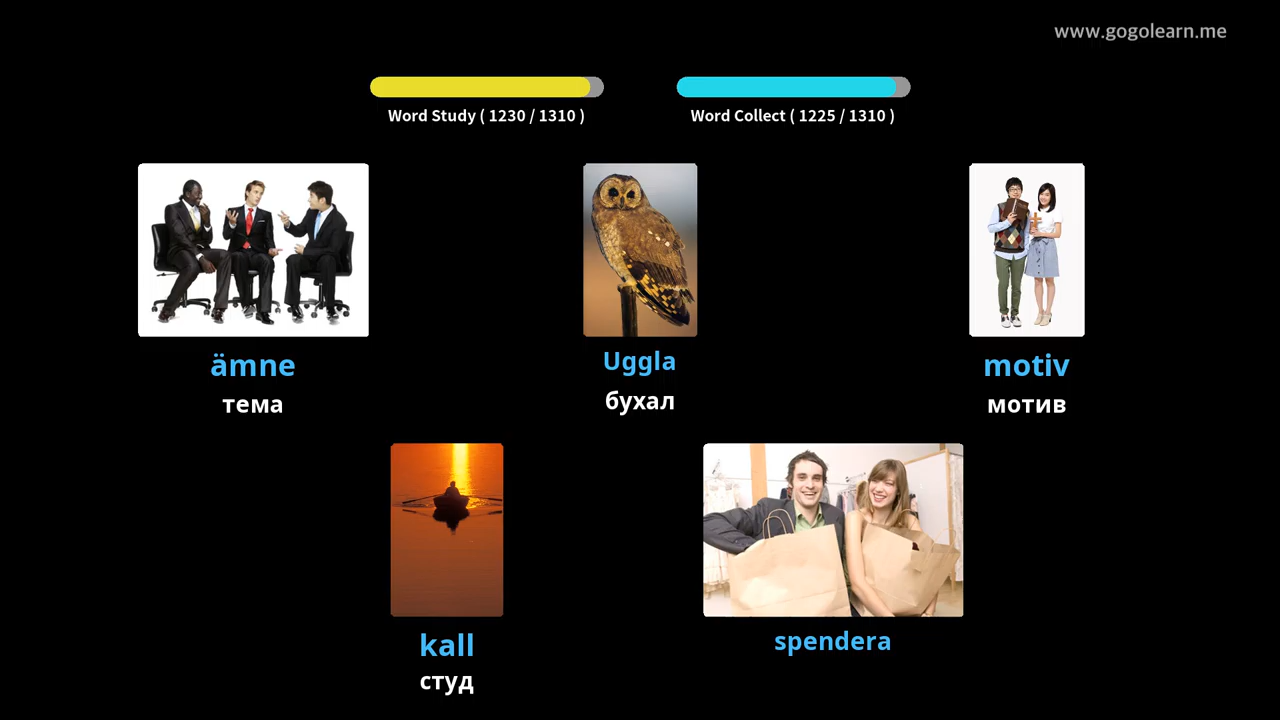 www.gogolearn.me
Word Study ( 1230 / 1310 )
Word Collect ( 1225 / 1310 )
ämne
тема
Uggla
бухал
motiv
мотив
kall
студ
spendera